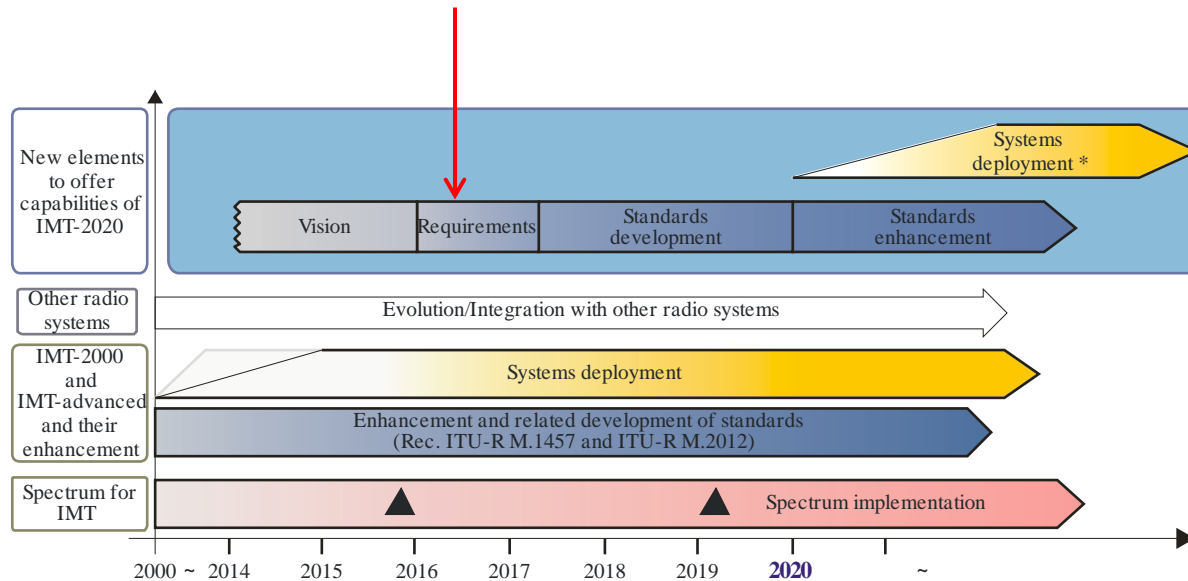 New elements
to offer
capabilities of
IMT-2020
Systems
deployment *
Vision
Requirements
Standards
development
Standards
enhancement
Other radio
systems
Evolution/Integration with other radio systems
IMT-2000
and
IMT-advanced
and their
enhancement
Systems deployment
Enhancement and related development of standards
(Rec. ITU-R M.1457 and ITU-R M.2012)
Spectrum for
IMT
Spectrum implementation
2000 ~ 2014 2015 2016 2017 2018 2019 2020 ~